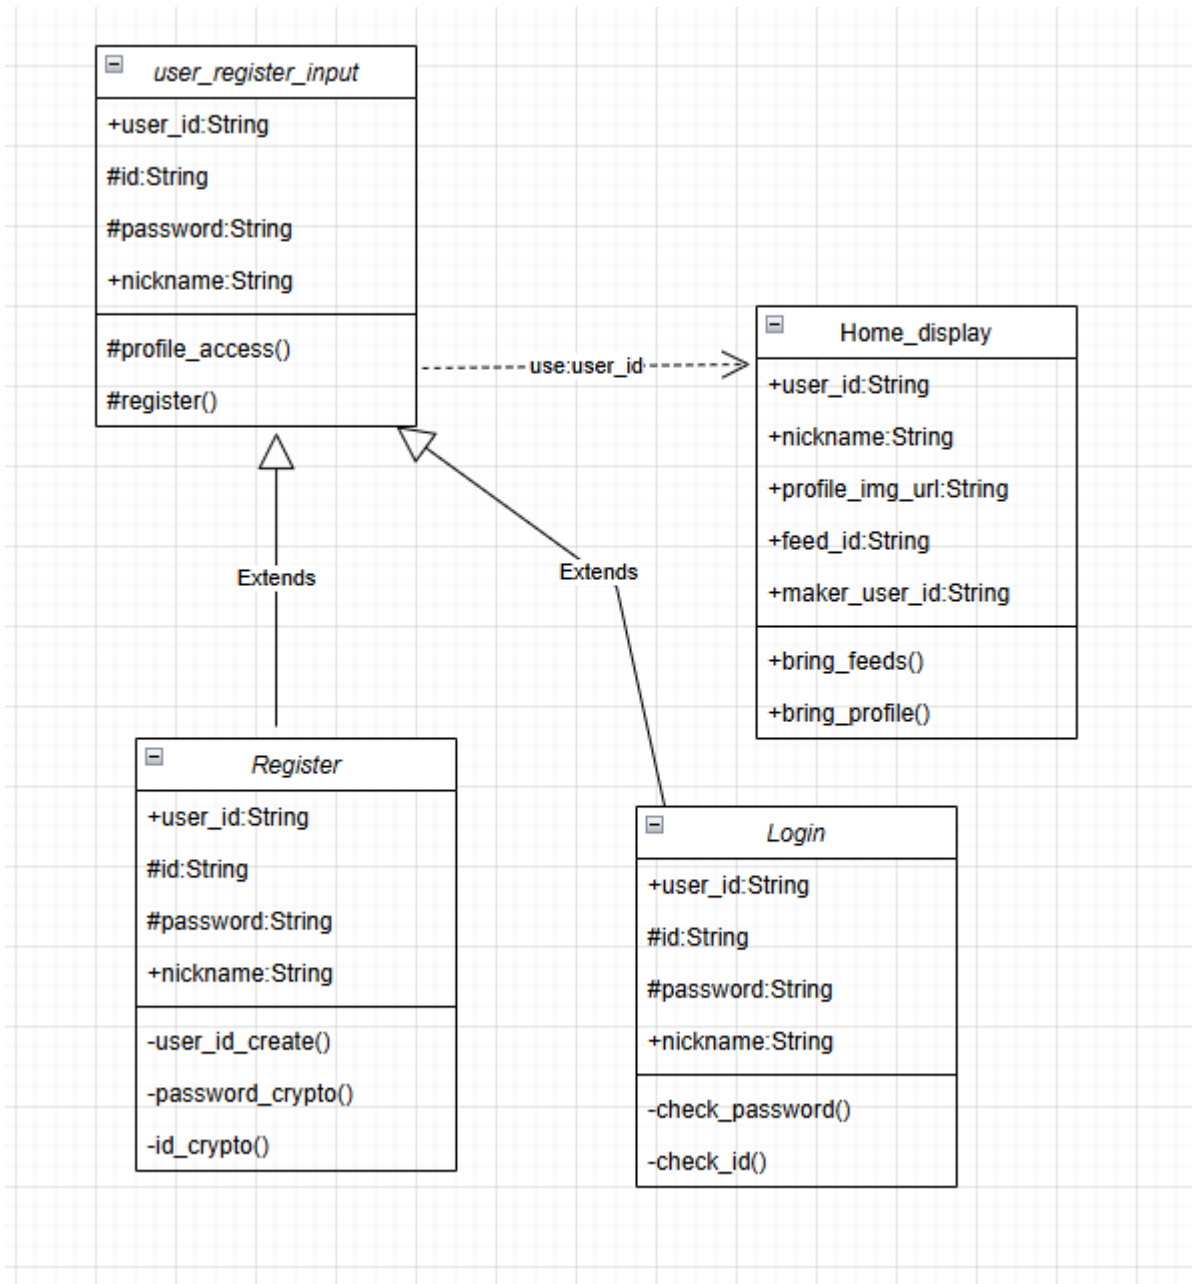 user_register_input
+user_id:String
#id:String
#password:String
+nickname:String
#profile_access()
#register()
use:user_id
Home_display
+user_id:String
+nickname:String
+profile_img_url:String
+feed_id:String
+maker_user_id:String
+bring_feeds()
+bring_profile()
Extends
Extends
Register
+user_id:String
#id:String
#password:String
+nickname:String
-user_id_create()
-password_crypto()
-id_crypto()
Login
+user_id:String
#id:String
#password:String
+nickname:String
-check_password()
-check_id()